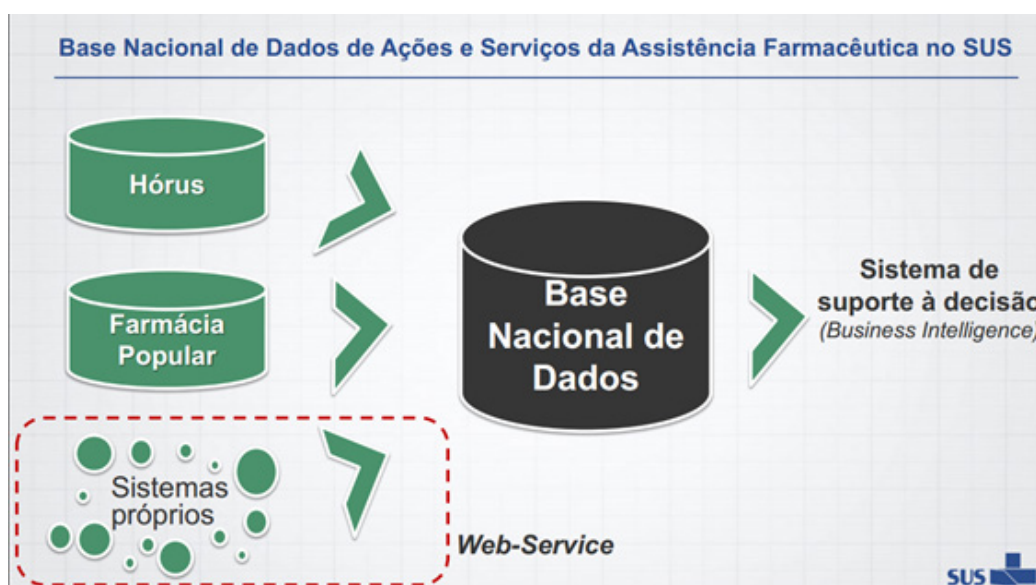 Base Nacional de Dados de Ações e Serviços da Assistência Farmacêutica no SUS
Hórus
Farmácia
Popular
Sistemas
próprios
Web-Service
Base
Nacional de
Dados
Sistema de
suporte à decisão
(Business Intelligence)
SUS